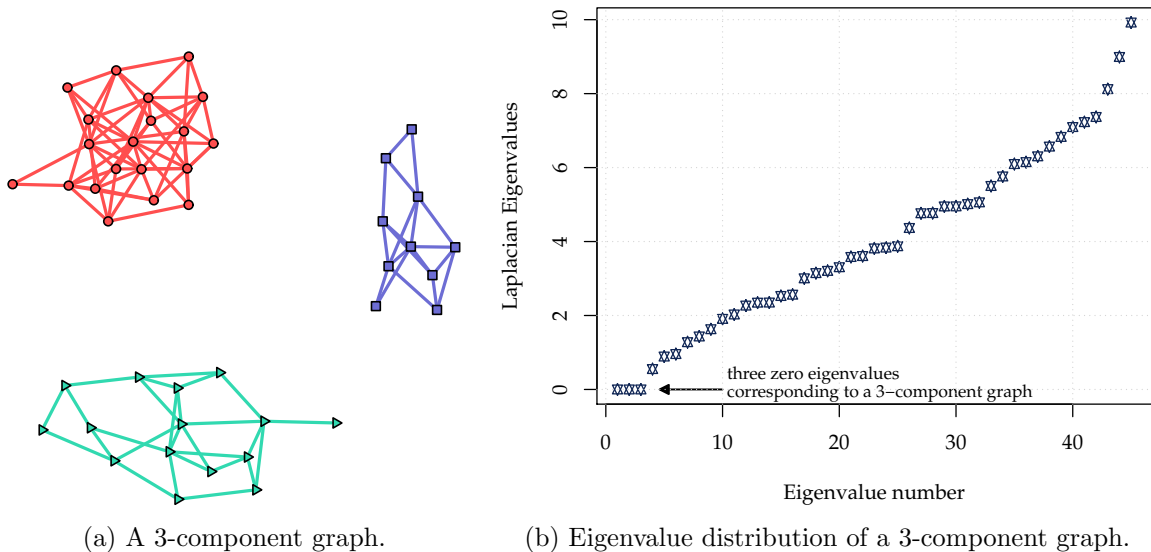 Laplacian Eigenvalues
10
8
6
4
2
0
three zero eigenvalues
corresponding to a 3−component graph
0 10 20 30 40
Eigenvalue number
(a) A 3-component graph.
(b) Eigenvalue distribution of a 3-component graph.